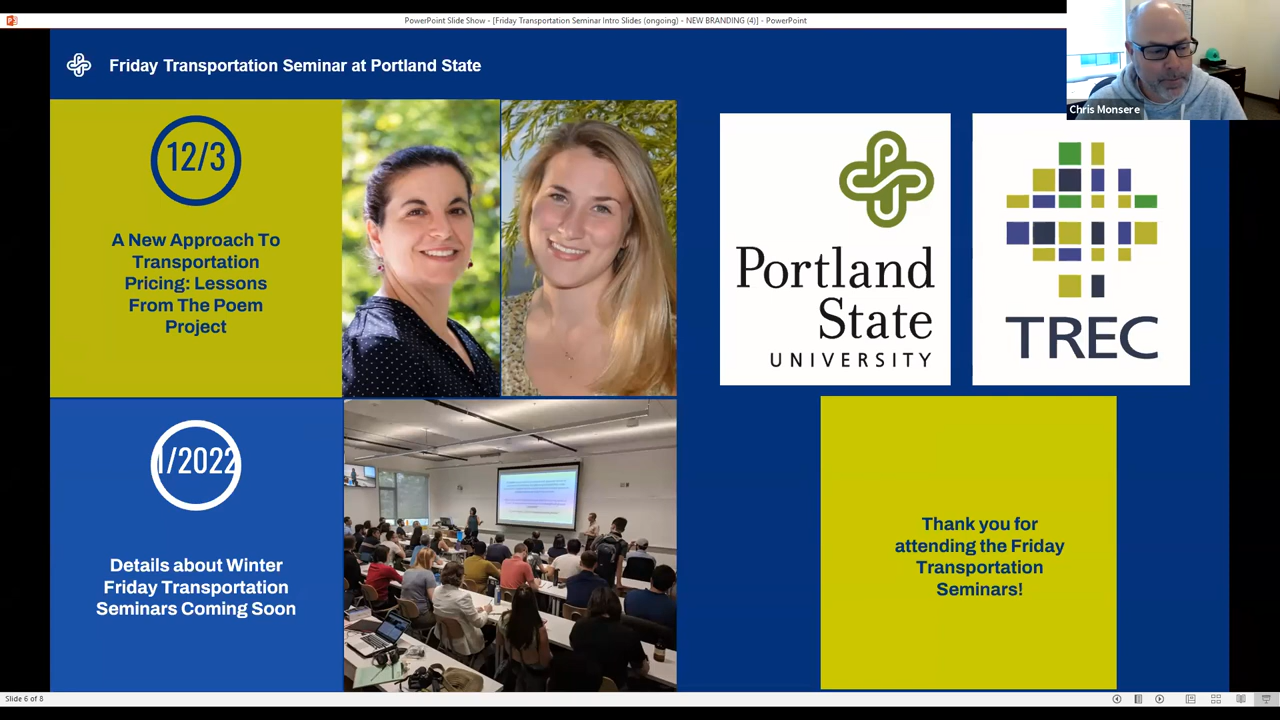 PowerPoint Slide Show - [Friday Transportation Seminar Intro Slides (ongoing) - NEW BRANDING (4)] - PowerPoint
Chris Monsere
Friday Transportation Seminar at Portland State
12/3
A New Approach To
Transportation
Pricing: Lessons
From The Poem
Project
Portland
State
UNIVERSITY
TREC
1/2022
Details about Winter
Friday Transportation
Seminars Coming Soon
Thank you for
attending the Friday
Transportation
Seminars!
Slide 6 of 8